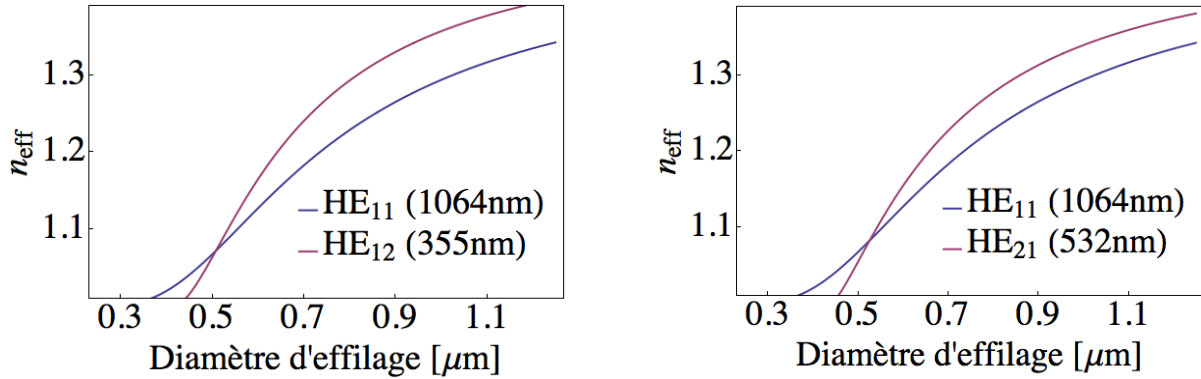 1.3
1.2
1.1
n_eff
HE₁₁ (1064nm)
HE₁₂ (355nm)
0.3 0.5 0.7 0.9 1.1
Diamètre d'effilage [μm]
1.3
1.2
1.1
n_eff
HE₁₁ (1064nm)
HE₂₁ (532nm)
0.3 0.5 0.7 0.9 1.1
Diamètre d'effilage [μm]